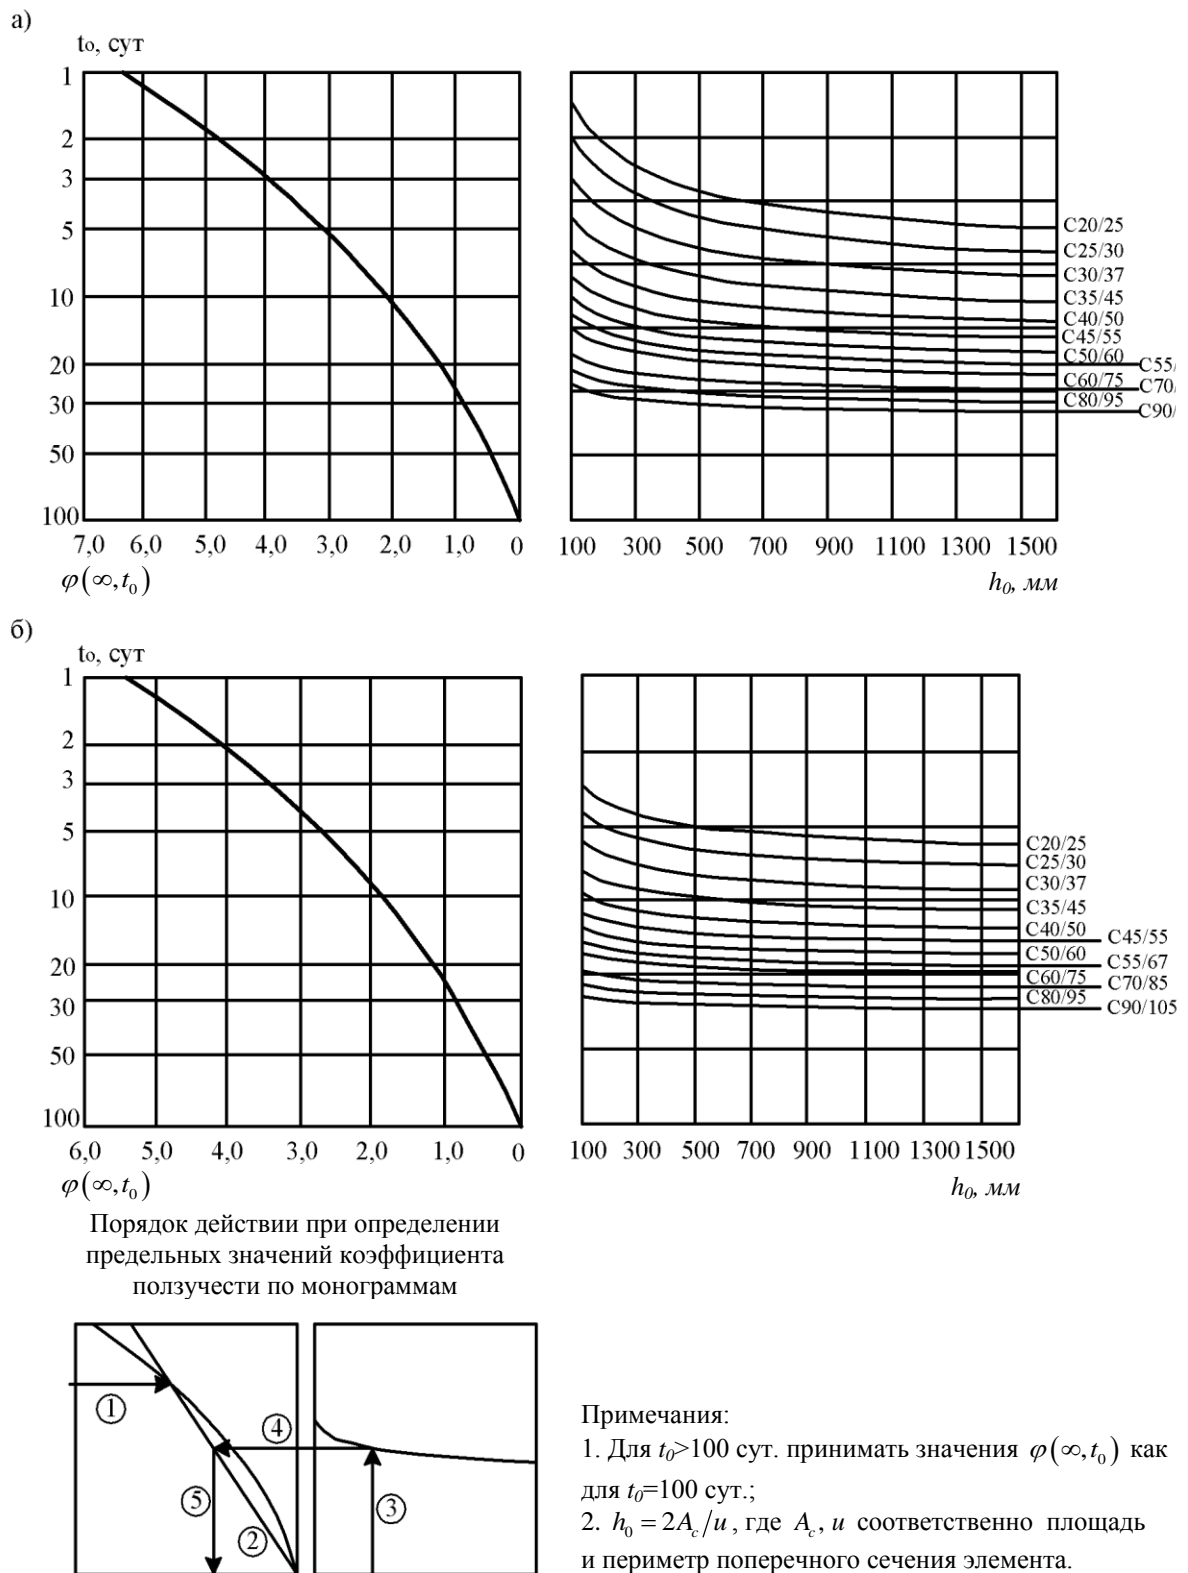 а)
t₀, сут
1
2
3
5
10
20
30
50
100
7,0 6,0 5,0 4,0 3,0 2,0 1,0 0
φ(∞,t₀)
C20/25
C25/30
C30/37
C35/45
C40/50
C45/55
C50/60
C55/
C60/75
C70/
C80/95
C90/
100 300 500 700 900 1100 1300 1500
h₀, мм
б)
t₀, сут
1
2
3
5
10
20
30
50
100
6,0 5,0 4,0 3,0 2,0 1,0 0
φ(∞,t₀)
C20/25
C25/30
C30/37
C35/45
C40/50
C45/55
C50/60
C55/67
C60/75
C70/85
C80/95
C90/105
100 300 500 700 900 1100 1300 1500
h₀, мм
Порядок действии при определении
предельных значений коэффициента
ползучести по монограммам
1
4
5
2
3
Примечания:
1. Для t₀>100 сут. принимать значения φ(∞,t₀) как
для t₀=100 сут.;
2. h₀ = 2A_c/u, где A_c, u соответственно площадь
и периметр поперечного сечения элемента.